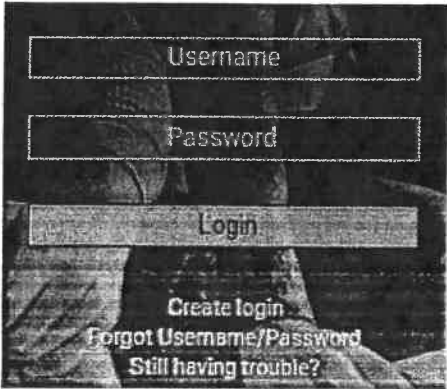 Username
Password
Login
Create login
Forgot Username/Password
Still having trouble?